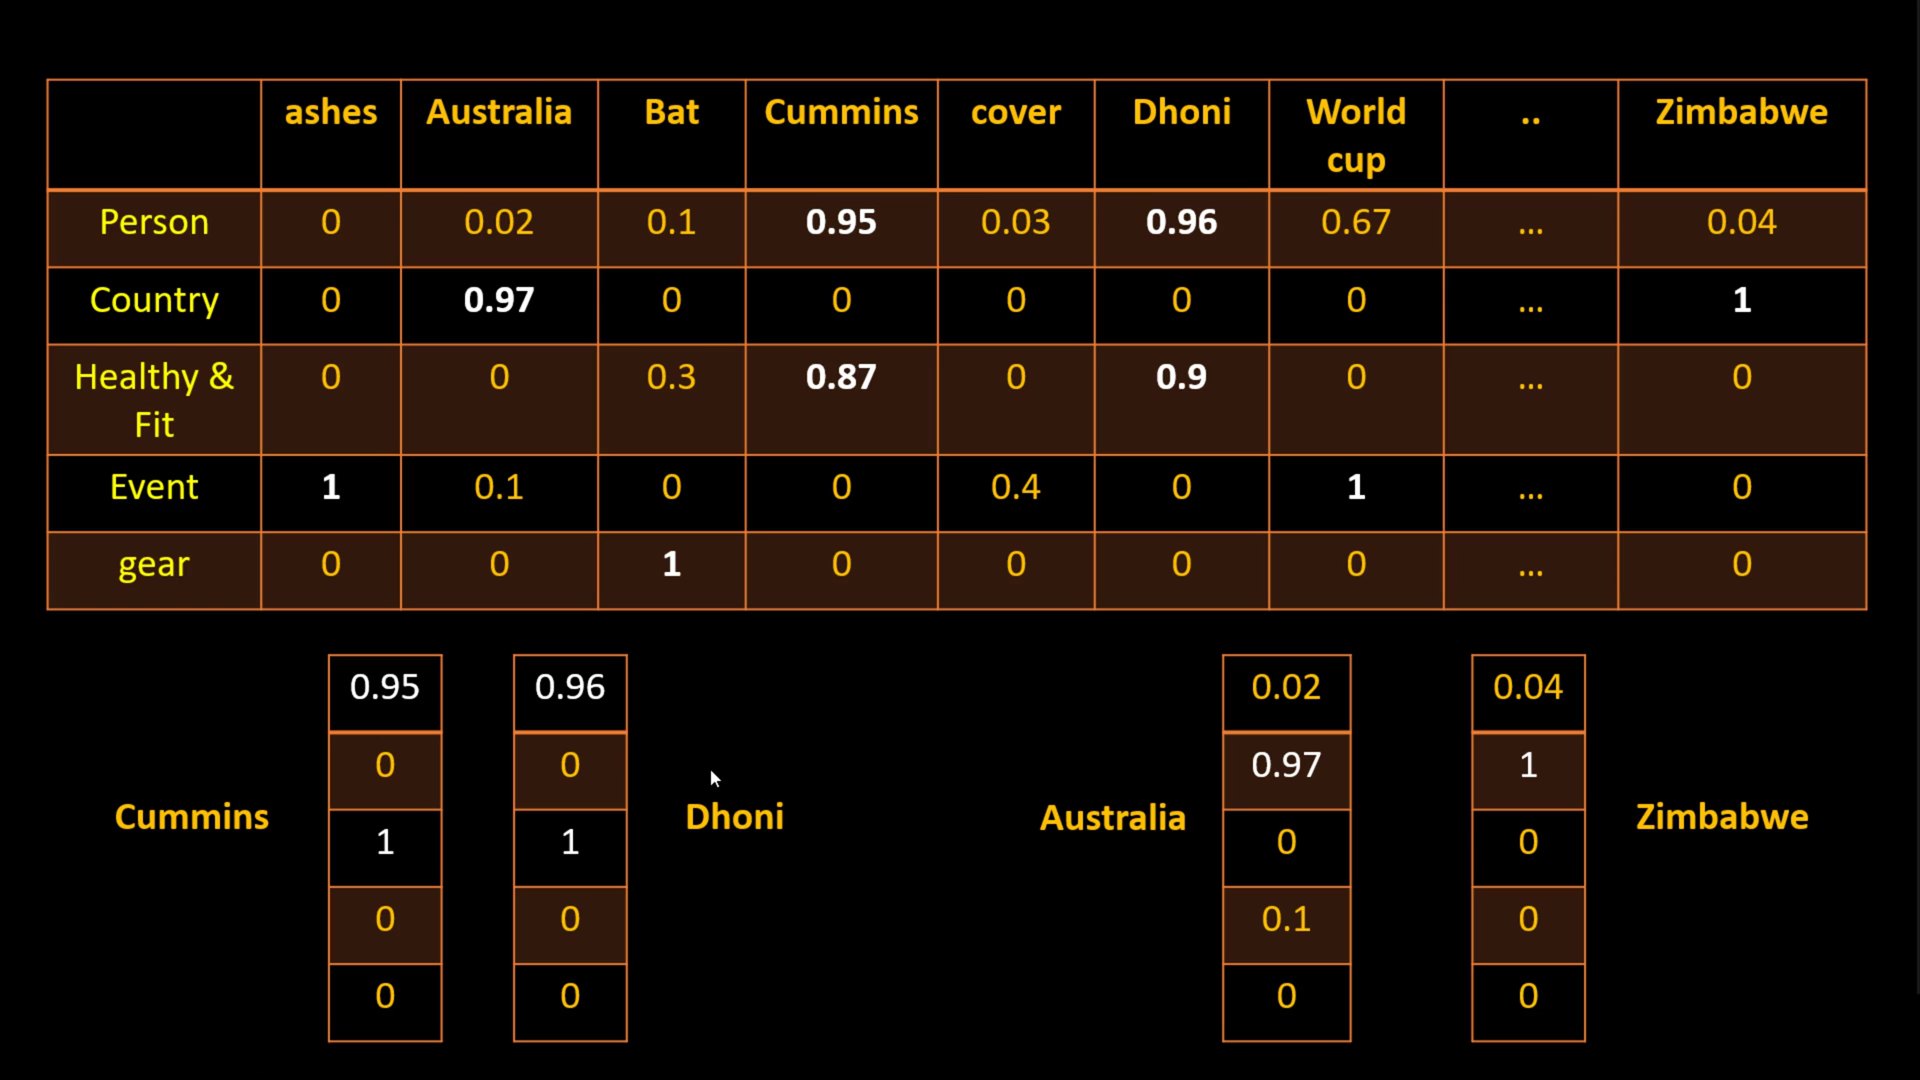 ashes Australia Bat Cummins cover Dhoni World cup .. Zimbabwe
Person 0 0.02 0.1 0.95 0.03 0.96 0.67 ... 0.04
Country 0 0.97 0 0 0 0 0 ... 1
Healthy & Fit 0 0 0.3 0.87 0 0.9 0 ... 0
Event 1 0.1 0 0 0.4 0 1 ... 0
gear 0 0 1 0 0 0 0 ... 0
Cummins
0.95
0
1
0
0
0.96
0
1
0
0
Dhoni
Australia
0.02
0.97
0
0.1
0
0.04
1
0
0
0
Zimbabwe